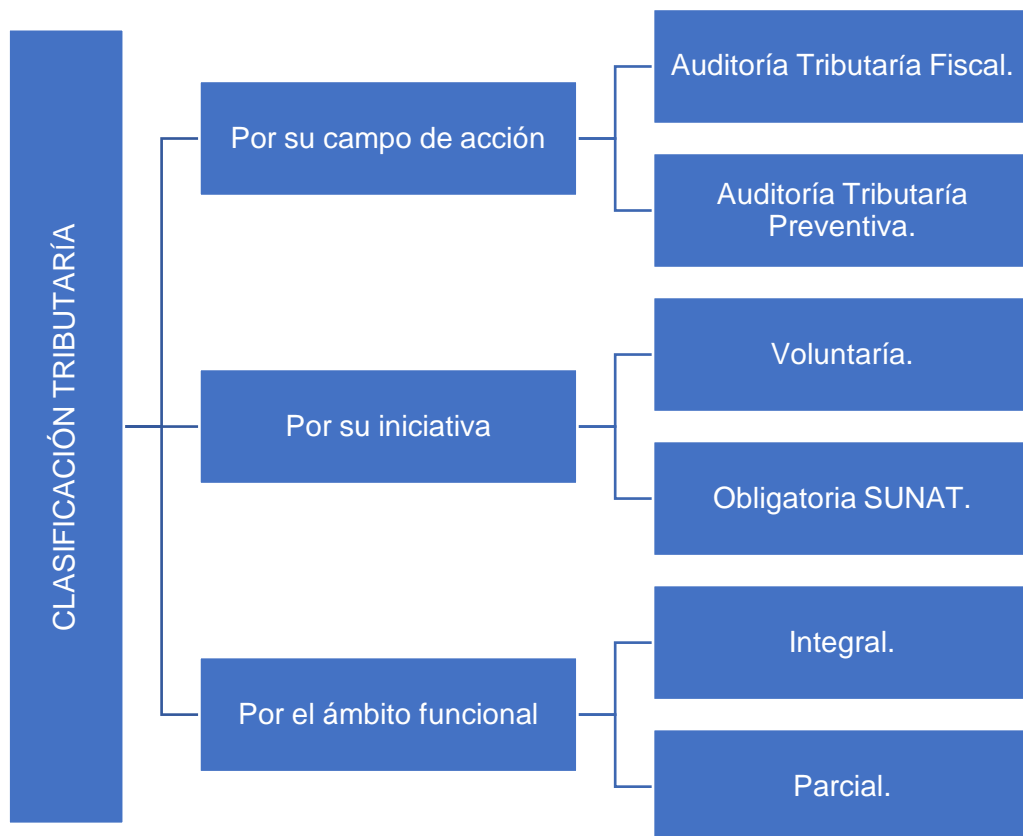 CLASIFICACIÓN TRIBUTARÍA
Por su campo de acción
Auditoría Tributaría Fiscal.
Auditoría Tributaría
Preventiva.
Por su iniciativa
Voluntaría.
Obligatoria SUNAT.
Por el ámbito funcional
Integral.
Parcial.